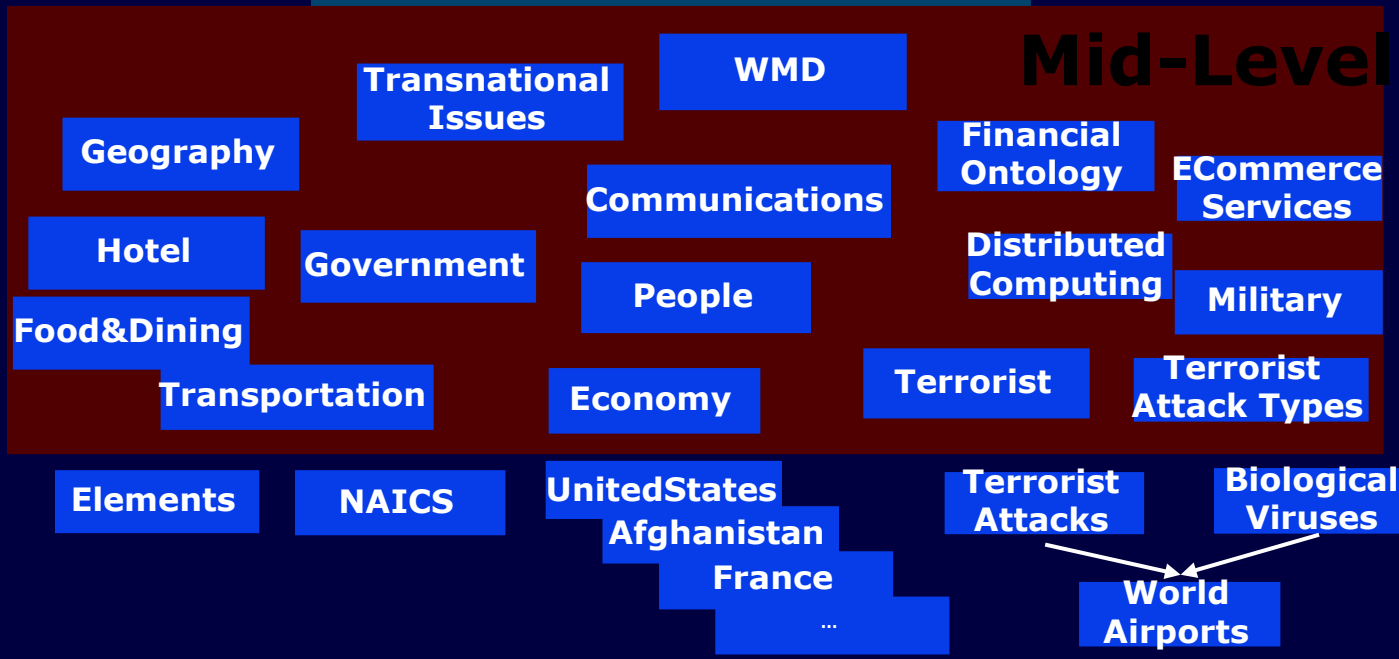 Mid-Level
WMD
Transnational
Issues
Geography
Financial
Ontology
ECommerce
Services
Communications
Hotel
Government
Distributed
Computing
People
Military
Food&Dining
Transportation
Economy
Terrorist
Terrorist
Attack Types
Elements
NAICS
UnitedStates
Afghanistan
France
...
Terrorist
Attacks
Biological
Viruses
World
Airports